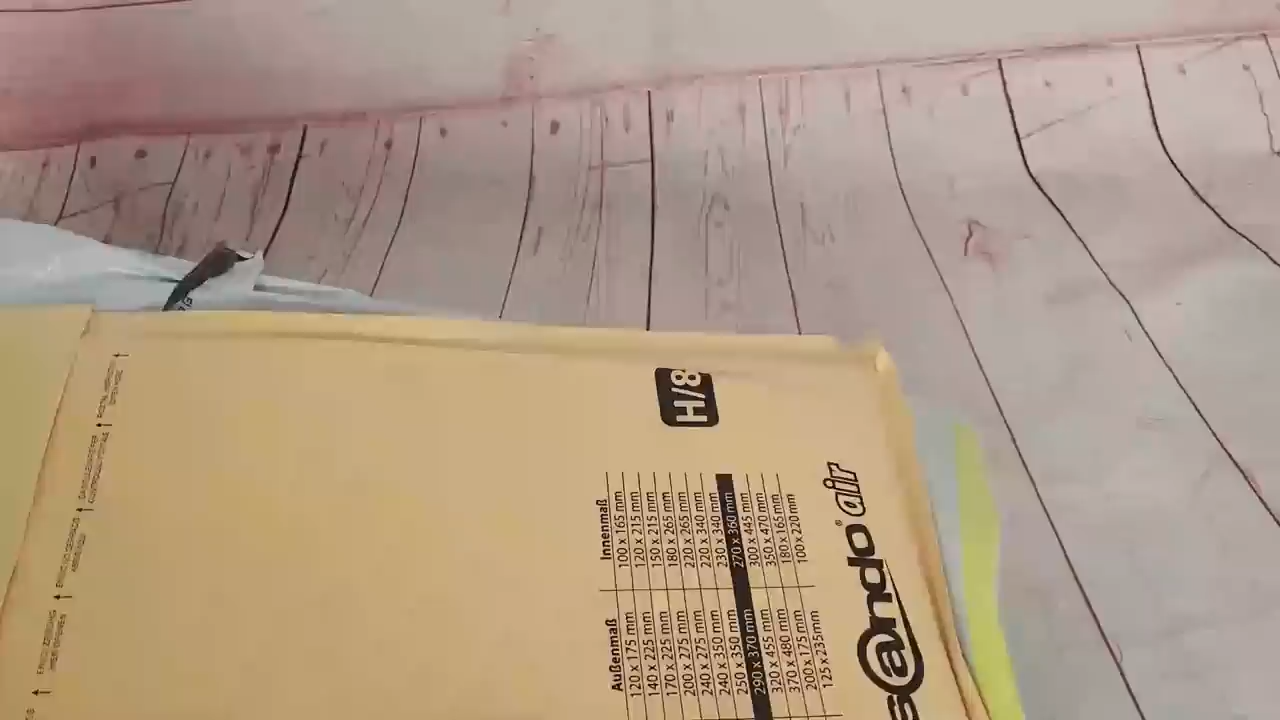 H/8
Außenmaß Innenmaß
120 x 175 mm 100 x 165 mm
140 x 225 mm 120 x 215 mm
170 x 225 mm 150 x 215 mm
200 x 275 mm 180 x 265 mm
240 x 275 mm 220 x 265 mm
240 x 350 mm 220 x 340 mm
250 x 350 mm 230 x 340 mm
290 x 370 mm 270 x 360 mm
320 x 455 mm 300 x 445 mm
370 x 480 mm 350 x 470 mm
200 x 175 mm 180 x 165 mm
125 x 235mm 100 x 220 mm
s@ndo® air